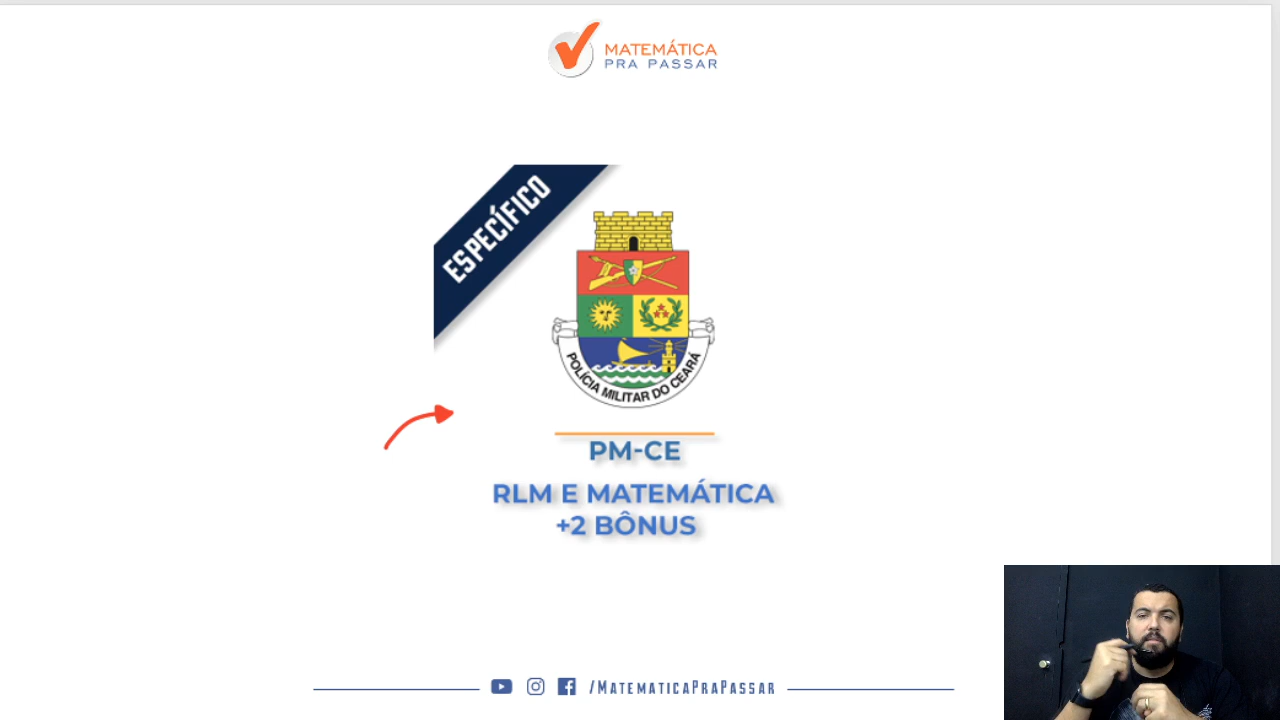 MATEMÁTICA
PRA PASSAR
ESPECÍFICO
POLÍCIA MILITAR DO CEARÁ
PM-CE
RLM E MATEMÁTICA
+2 BÔNUS
/MATEMATICAPRAPASSAR